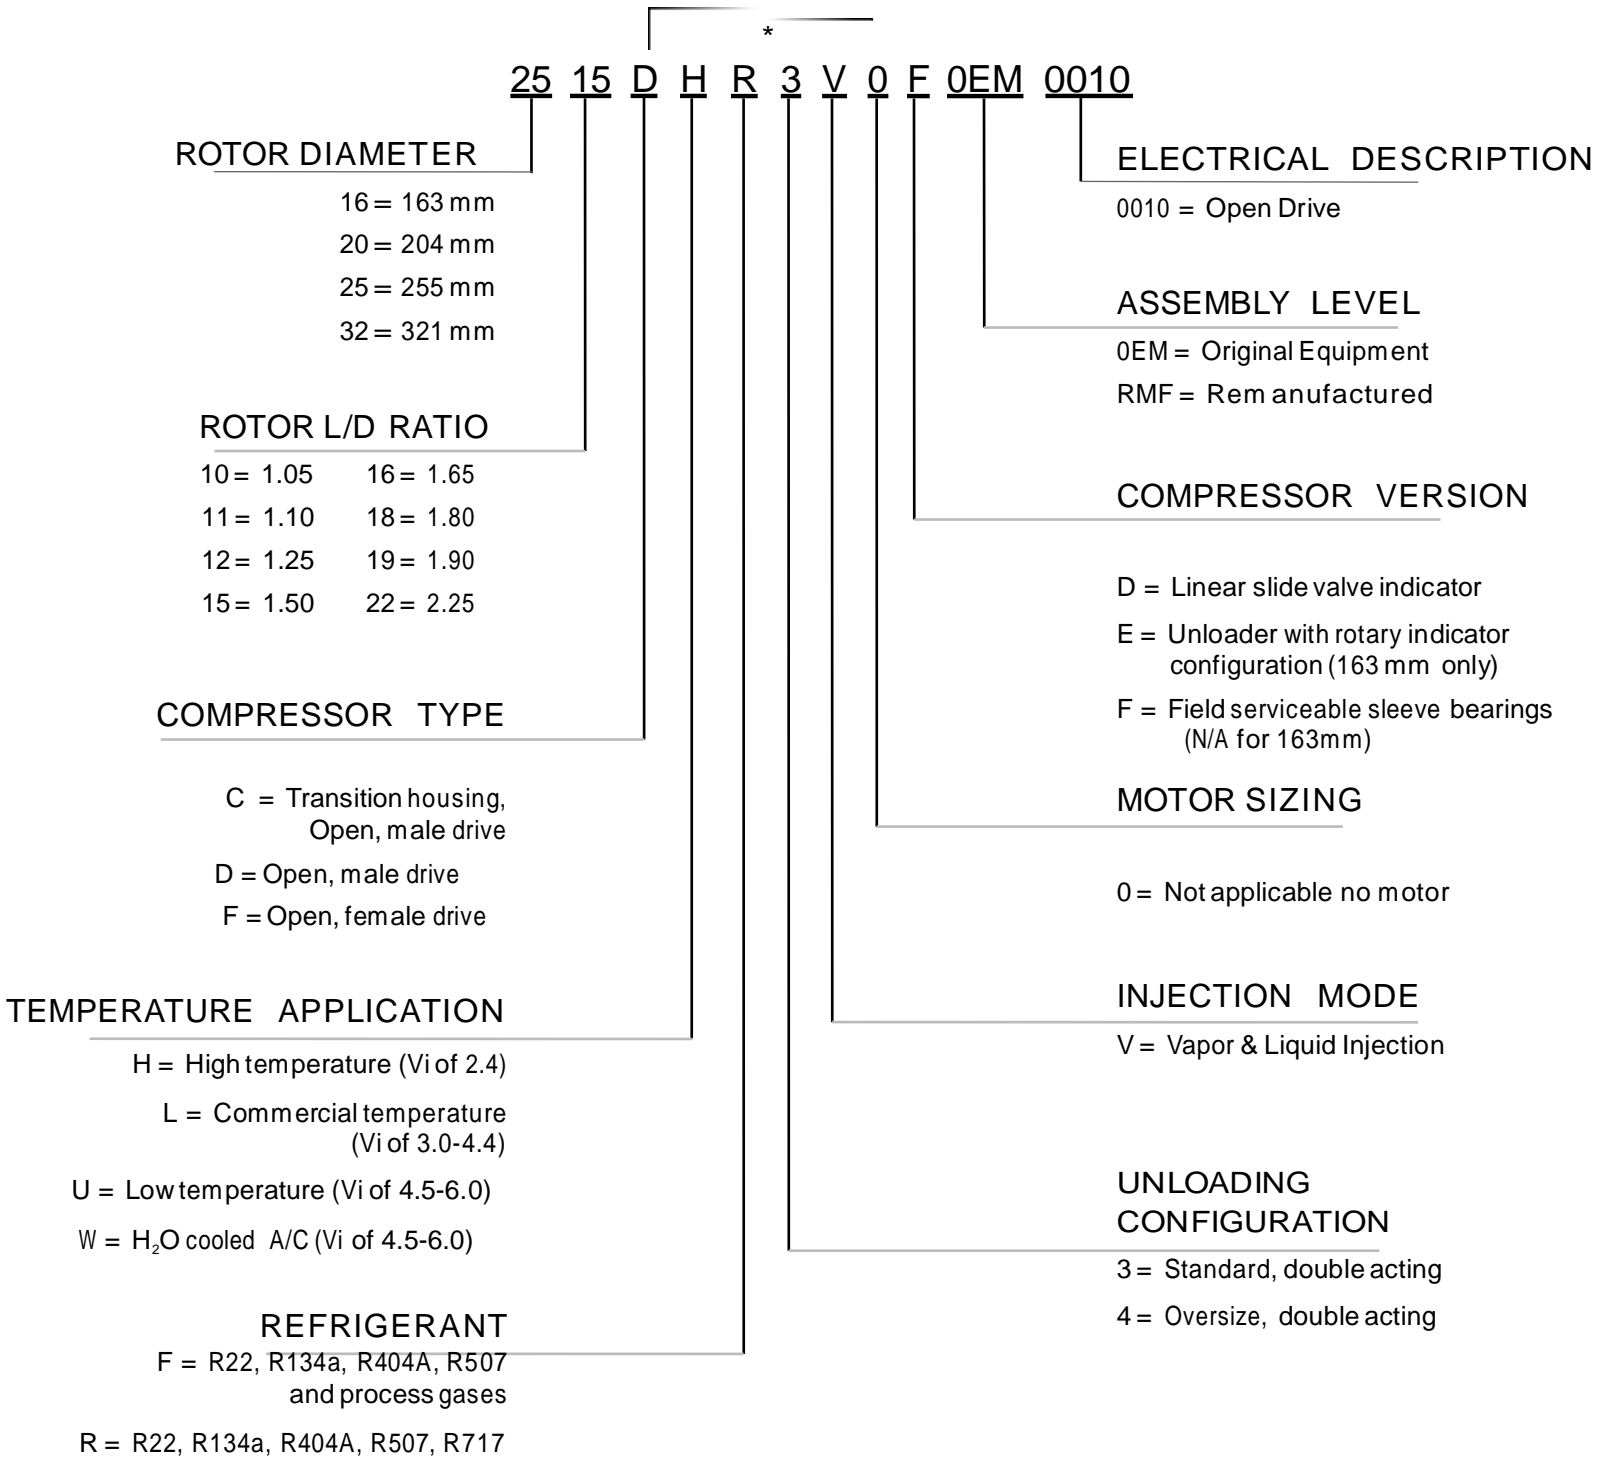 *
25 15 D H R 3 V 0 F 0EM 0010
ROTOR DIAMETER
16 = 163 mm
20 = 204 mm
25 = 255 mm
32 = 321 mm
ROTOR L/D RATIO
10 = 1.05 16 = 1.65
11 = 1.10 18 = 1.80
12 = 1.25 19 = 1.90
15 = 1.50 22 = 2.25
COMPRESSOR TYPE
C = Transition housing,
Open, male drive
D = Open, male drive
F = Open, female drive
TEMPERATURE APPLICATION
H = High temperature (Vi of 2.4)
L = Commercial temperature
(Vi of 3.0-4.4)
U = Low temperature (Vi of 4.5-6.0)
W = H₂O cooled A/C (Vi of 4.5-6.0)
REFRIGERANT
F = R22, R134a, R404A, R507
and process gases
R = R22, R134a, R404A, R507, R717
ELECTRICAL DESCRIPTION
0010 = Open Drive
ASSEMBLY LEVEL
0EM = Original Equipment
RMF = Rem anufactured
COMPRESSOR VERSION
D = Linear slide valve indicator
E = Unloader with rotary indicator
configuration (163 mm only)
F = Field serviceable sleeve bearings
(N/A for 163mm)
MOTOR SIZING
0 = Not applicable no motor
INJECTION MODE
V = Vapor & Liquid Injection
UNLOADING
CONFIGURATION
3 = Standard, double acting
4 = Oversize, double acting